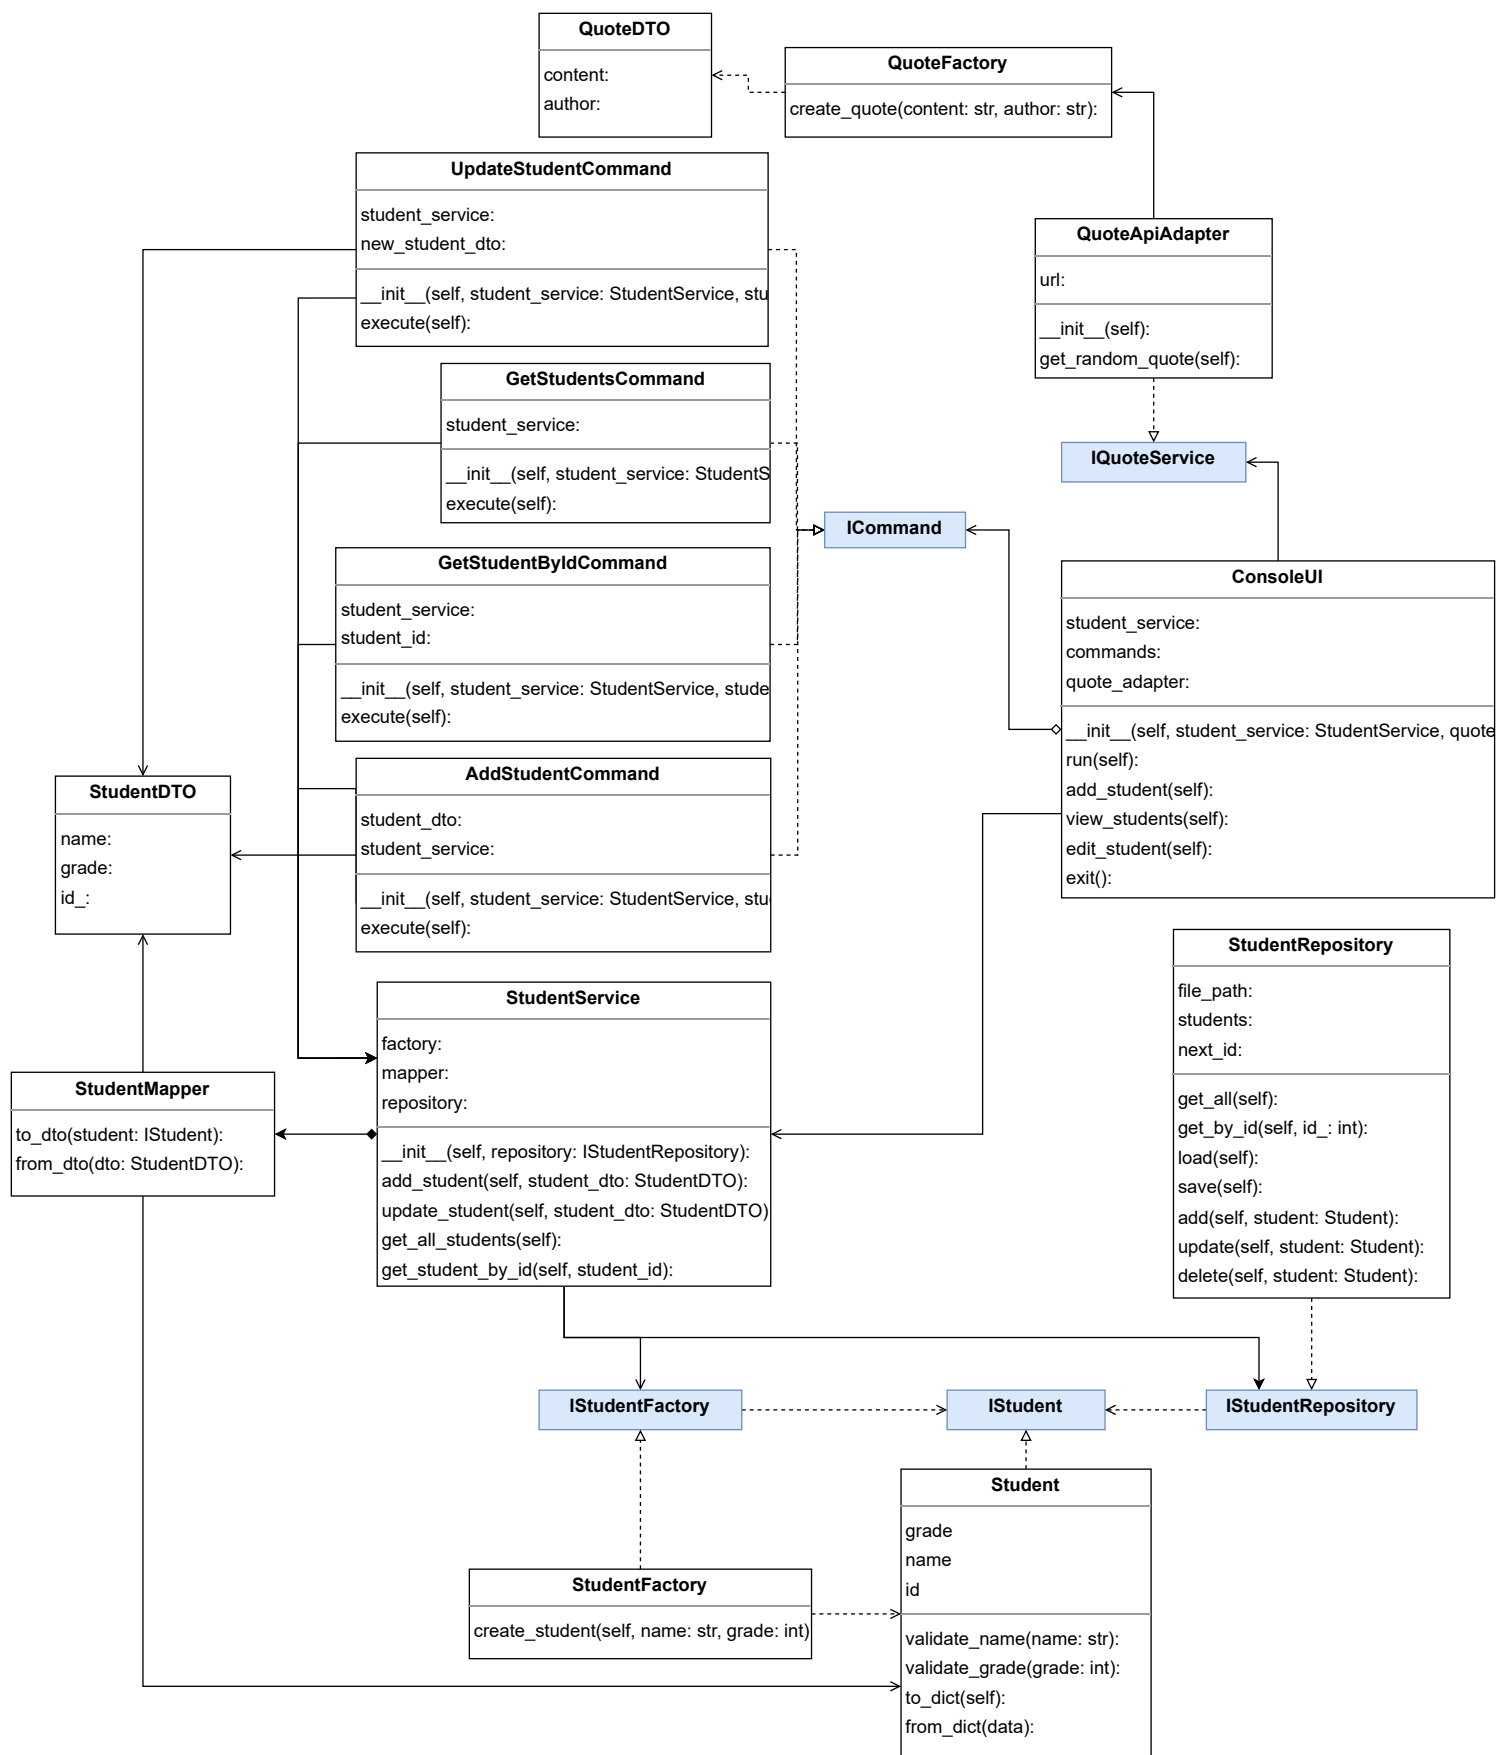 QuoteDTO
content:
author:
QuoteFactory
create_quote(content: str, author: str):
UpdateStudentCommand
student_service:
new_student_dto:
__init__(self, student_service: StudentService, stu
execute(self):
QuoteApiAdapter
url:
__init__(self):
get_random_quote(self):
GetStudentsCommand
student_service:
__init__(self, student_service: StudentS
execute(self):
IQuoteService
ICommand
GetStudentByIdCommand
student_service:
student_id:
__init__(self, student_service: StudentService, stude
execute(self):
ConsoleUI
student_service:
commands:
quote_adapter:
__init__(self, student_service: StudentService, quote
run(self):
add_student(self):
view_students(self):
edit_student(self):
exit():
StudentDTO
name:
grade:
id_:
AddStudentCommand
student_dto:
student_service:
__init__(self, student_service: StudentService, stu
execute(self):
StudentRepository
file_path:
students:
next_id:
get_all(self):
get_by_id(self, id_: int):
load(self):
save(self):
add(self, student: Student):
update(self, student: Student):
delete(self, student: Student):
StudentService
factory:
mapper:
repository:
__init__(self, repository: IStudentRepository):
add_student(self, student_dto: StudentDTO):
update_student(self, student_dto: StudentDTO)
get_all_students(self):
get_student_by_id(self, student_id):
StudentMapper
to_dto(student: IStudent):
from_dto(dto: StudentDTO):
IStudentFactory
IStudent
IStudentRepository
Student
grade
name
id
validate_name(name: str):
validate_grade(grade: int):
to_dict(self):
from_dict(data):
StudentFactory
create_student(self, name: str, grade: int)